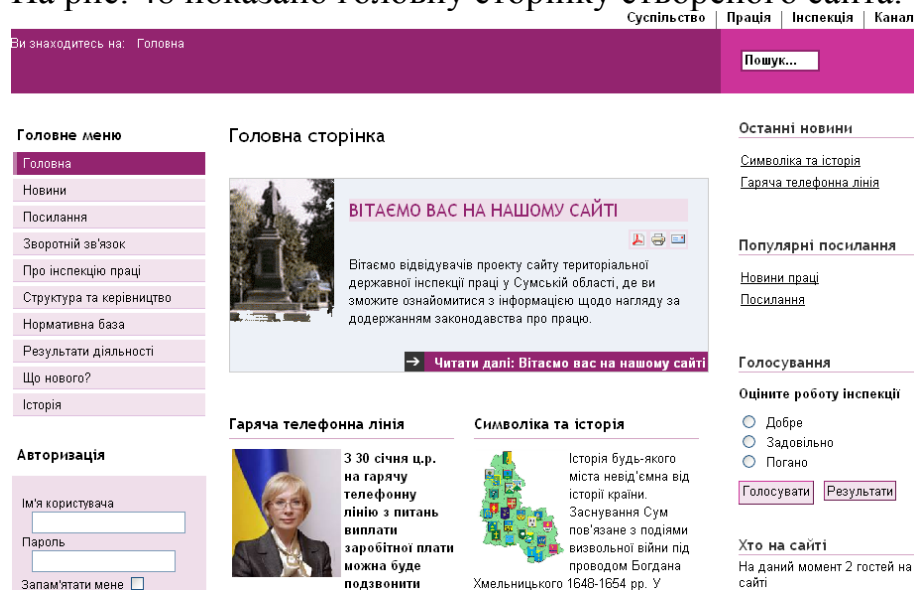 На рис. 48 показано головну сторінку створеного сайта.
Суспільство | Праця | Інспекція | Канал
Ви знаходитесь на: Головна
Пошук...
Головне меню
Головна
Новини
Посилання
Зворотній зв'язок
Про інспекцію праці
Структура та керівництво
Нормативна база
Результати діяльності
Що нового?
Історія
Авторизація
Ім'я користувача
Пароль
Запам'ятати мене
Головна сторінка
ВІТАЄМО ВАС НА НАШОМУ САЙТІ
Вітаємо відвідувачів проекту сайту територіальної
державної інспекції праці у Сумській області, де ви
зможите ознайомитися з інформацією щодо нагляду за
додержанням законодавства про працю.
Читати далі: Вітаємо вас на нашому сайті
Гаряча телефонна лінія
З 30 січня ц.р.
на гарячу
телефонну
лінію з питань
виплати
заробітної плати
можна буде
подзвонити
Символіка та історія
Історія будь-якого
міста невід'ємна від
історії країни.
Заснування Сум
пов'язане з подіями
визвольної війни під
проводом Богдана
Хмельницького 1648-1654 рр. У
Останні новини
Символіка та історія
Гаряча телефонна лінія
Популярні посилання
Новини праці
Посилання
Голосування
Оцініте роботу інспекції
Добре
Задовільно
Погано
Голосувати Результати
Хто на сайті
На даний момент 2 гостей на
сайті